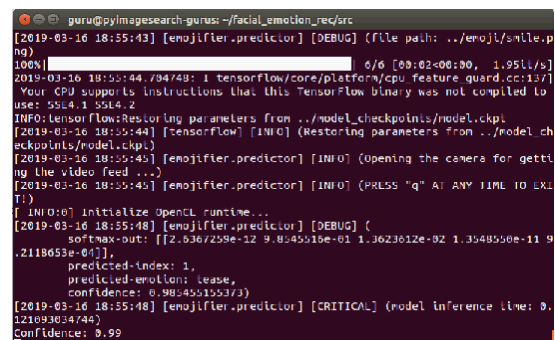 guru@pyimagesearch-gurus: ~/facial_emotion_rec/src
[2019-03-16 18:55:43] [emojifier.predictor] [DEBUG] (file path: ../emoji/smile.p
ng)
100%| | 6/6 [00:02<00:00, 1.95it/s]
2019-03-16 18:55:44.704748: I tensorflow/core/platform/cpu_feature_guard.cc:137]
 Your CPU supports instructions that this TensorFlow binary was not compiled to
use: SSE4.1 SSE4.2
INFO:tensorflow:Restoring parameters from ../model_checkpoints/model.ckpt
[2019-03-16 18:55:44] [tensorflow] [INFO] (Restoring parameters from ../model_ch
eckpoints/model.ckpt)
[2019-03-16 18:55:45] [emojifier.predictor] [INFO] (Opening the camera for getti
ng the video feed ...)
[2019-03-16 18:55:45] [emojifier.predictor] [INFO] (PRESS "q" AT ANY TIME TO EXI
T!)
[ INFO:0] Initialize OpenCL runtime...
[2019-03-16 18:55:48] [emojifier.predictor] [DEBUG] (
softmax-out: [[2.6367259e-12 9.8545516e-01 1.3623612e-02 1.3548550e-11 9
.2118653e-04]],
predicted-index: 1,
predicted-emotion: tease,
confidence: 0.985455155373)
[2019-03-16 18:55:48] [emojifier.predictor] [CRITICAL] (model inference time: 0.
121093034744)
Confidence: 0.99